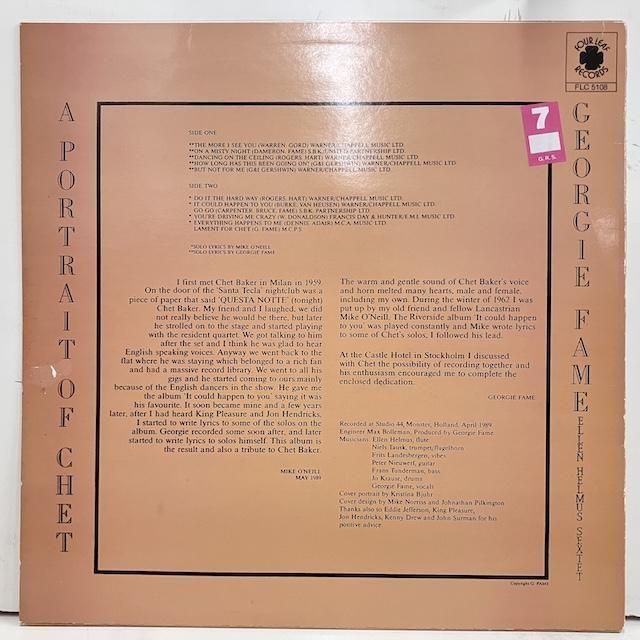 A PORTRAIT OF CHET
FOUR LEAF RECORDS
FLC 5108
7
G.R.S.
GEORGIE FAME
ELLEN HELMUS SEXTET
SIDE ONE
**THE MORE I SEE YOU (WARREN, GORD) WARNER/CHAPPELL MUSIC LTD.
**ON A MISTY NIGHT (DAMERON, FAME) S.B.K./UNITED PARTNERSHIP LTD.
**DANCING ON THE CEILING (ROGERS, HART) WARNER/CHAPPELL MUSIC LTD.
**HOW LONG HAS THIS BEEN GOING ON? (G&I GERSHWIN) WARNER/CHAPPELL MUSIC LTD
**BUT NOT FOR ME (G&I GERSHWIN) WARNER/CHAPPELL MUSIC LTD.
SIDE TWO
* DO IT THE HARD WAY (ROGERS, HART) WARNER/CHAPPELL MUSIC LTD.
* IT COULD HAPPEN TO YOU (BURKE, VAN HEUSEN) WARNER/CHAPPELL MUSIC LTD.
GO GO (CARPENTER, BRUCE, FAME) S.B.K. PARTNERSHIP LTD.
* YOU'RE DRIVING ME CRAZY (W. DONALDSON) FRANCIS DAY & HUNTER/E.M.I. MUSIC LTD.
* EVERYTHING HAPPENS TO ME (DENNIS, ADAIR) M.C.A. MUSIC LTD.
LAMENT FOR CHET (G. FAME) M.C.P.S.
*SOLO LYRICS BY MIKE O'NEILL
**SOLO LYRICS BY GEORGIE FAME
I first met Chet Baker in Milan in 1959.
On the door of the 'Santa Tecla' nightclub was a
piece of paper that said 'QUESTA NOTTE' (tonight)
Chet Baker. My friend and I laughed, we did
not really believe he would be there, but later
he strolled on to the stage and started playing
with the resident quartet. We got talking to him
after the set and I think he was glad to hear
English speaking voices. Anyway we went back to the
flat where he was staying which belonged to a rich fan
and had a massive record library. We went to all his
gigs and he started coming to ours mainly
because of the English dancers in the show. He gave me
the album 'It could happen to you' saying it was
his favourite. It soon became mine and a few years
later, after I had heard King Pleasure and Jon Hendricks,
I started to write lyrics to some of the solos on the
album. Georgie recorded some soon after, and later
started to write lyrics to solos himself. This album is
the result and also a tribute to Chet Baker.
MIKE O'NEILL
MAY 1989
The warm and gentle sound of Chet Baker's voice
and horn melted many hearts, male and female,
including my own. During the winter of 1962 I was
put up by my old friend and fellow Lancastrian
Mike O'Neill. The Riverside album 'It could happen
to you' was played constantly and Mike wrote lyrics
to some of Chet's solos, I followed his lead.
At the Castle Hotel in Stockholm I discussed
with Chet the possibility of recording together and
his enthusiasm encouraged me to complete the
enclosed dedication.
GEORGIE FAME
Recorded at Studio 44, Monster, Holland, April 1989
Engineer Max Bolleman, Produced by Georgie Fame
Musicians Ellen Helmus, flute
Niels Tausk, trumpet/flugelhorn
Frits Landesbergen, vibes
Peter Nieuwerf, guitar
Frans Tunderman, bass
Jo Krause, drums
Georgie Fame, vocals
Cover portrait by Kristina Bjuhr
Cover design by Mike Norriss and Johnathan Pilkington
Thanks also to Eddie Jefferson, King Pleasure,
Jon Hendricks, Kenny Drew and John Surman for his
positive advice.
Copyright G. FAME